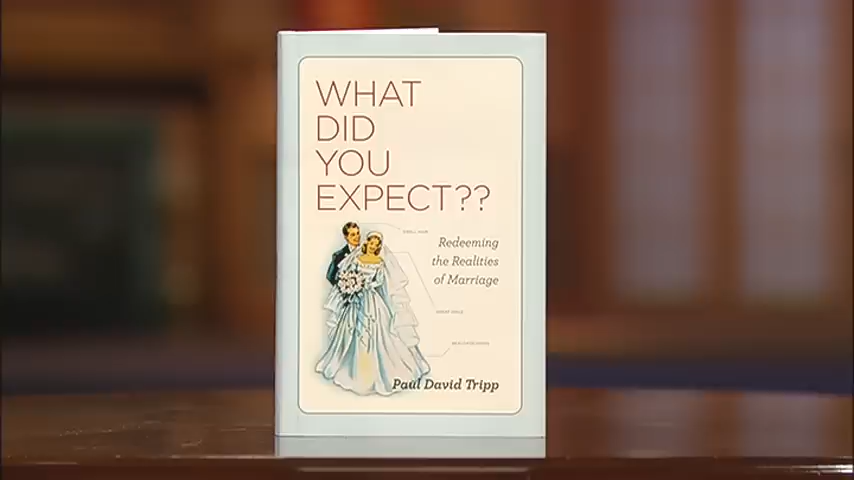 WHAT
DID
YOU
EXPECT??
Redeeming
the Realities
of Marriage
Paul David Tripp